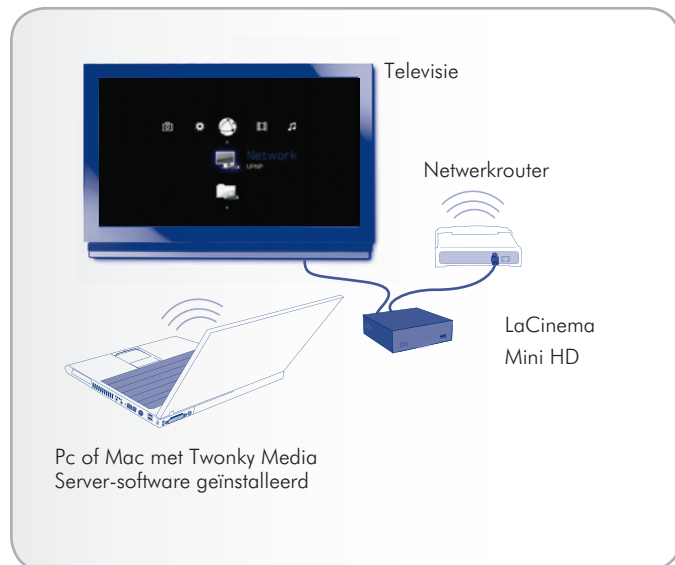 Televisie
Network
UPNP
Netwerkrouter
LaCinema
Mini HD
Pc of Mac met Twonky Media
Server-software geïnstalleerd